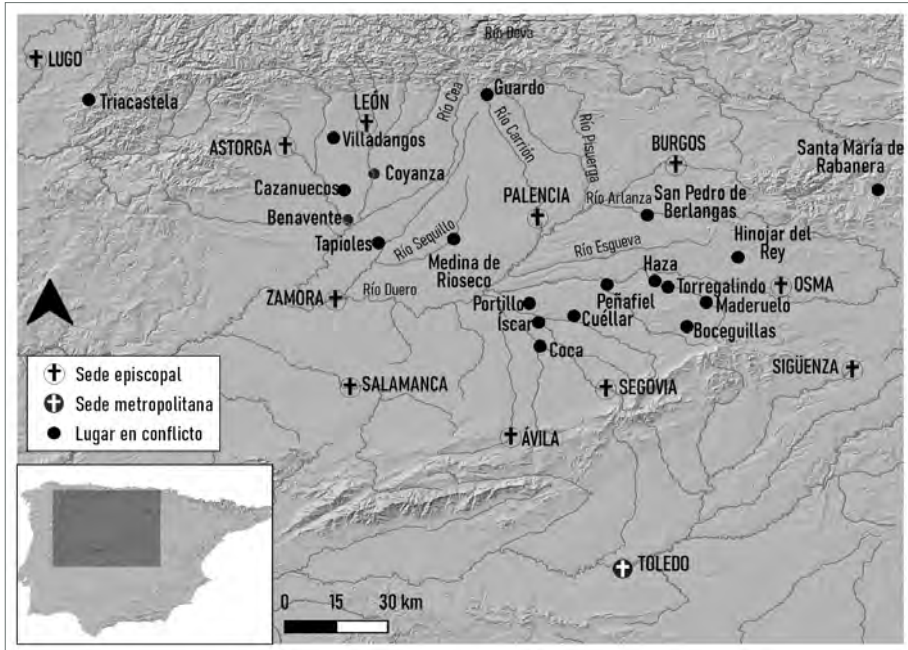 Río Deva
LUGO
Triacastela
LEÓN
Río Cea
Guardo
Villadangos
Río Carrión
Río Pisuerga
ASTORGA
BURGOS
Santa María de
Rabanera
Coyanza
Cazanuecos
PALENCIA
Río Arlanza
San Pedro de
Berlangas
Benavente
Tapioles
Río Sequillo
Medina de
Rioseco
Río Esgueva
Hinojar del
Rey
Haza
ZAMORA
Río Duero
Portillo
Peñafiel
Torregalindo
OSMA
Maderuelo
Íscar
Cuéllar
Boceguillas
Coca
SALAMANCA
SEGOVIA
SIGÜENZA
ÁVILA
TOLEDO
Sede episcopal
Sede metropolitana
Lugar en conflicto
0 15 30 km